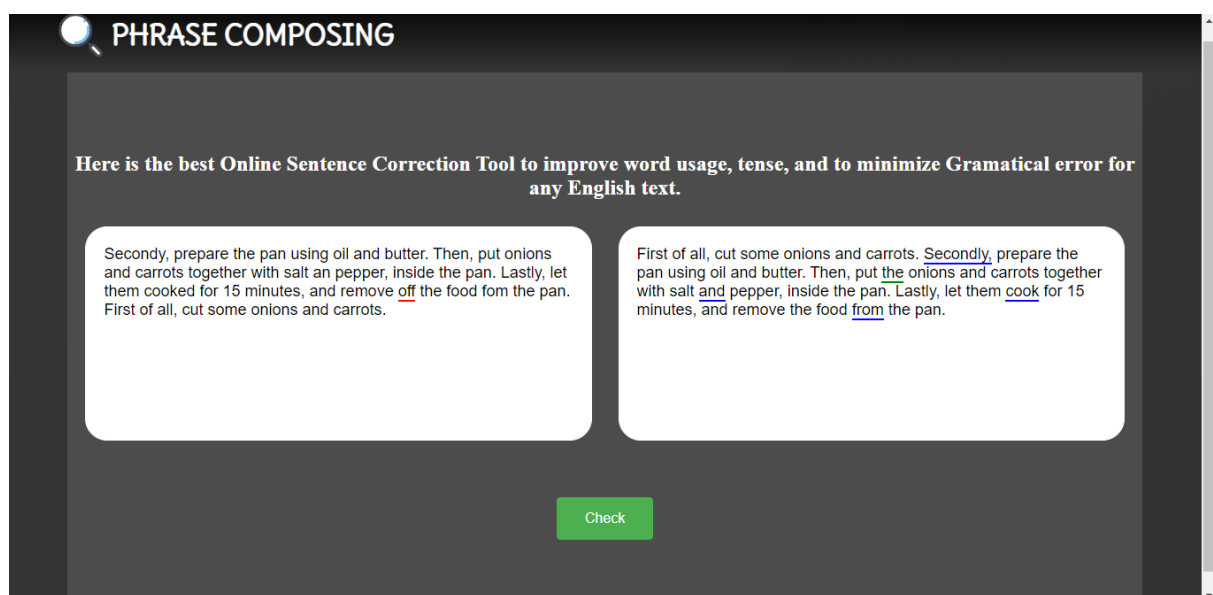 PHRASE COMPOSING
Here is the best Online Sentence Correction Tool to improve word usage, tense, and to minimize Gramatical error for
any English text.
Secondy, prepare the pan using oil and butter. Then, put onions
and carrots together with salt an pepper, inside the pan. Lastly, let
them cooked for 15 minutes, and remove off the food fom the pan.
First of all, cut some onions and carrots.
First of all, cut some onions and carrots. Secondly, prepare the
pan using oil and butter. Then, put the onions and carrots together
with salt and pepper, inside the pan. Lastly, let them cook for 15
minutes, and remove the food from the pan.
Check